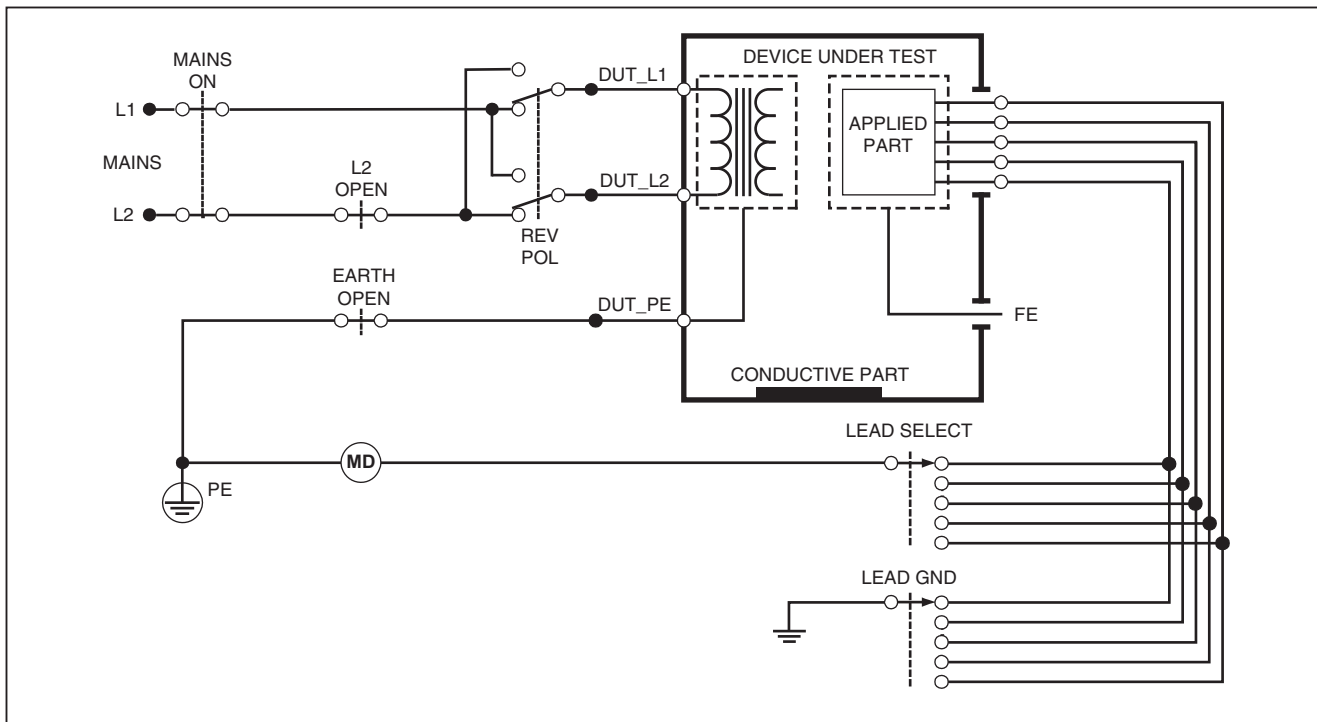 MAINS
ON
L1
MAINS
L2
L2
OPEN
REV
POL
DUT_L1
DUT_L2
EARTH
OPEN
DUT_PE
DEVICE UNDER TEST
APPLIED
PART
FE
CONDUCTIVE PART
LEAD SELECT
MD
PE
LEAD GND